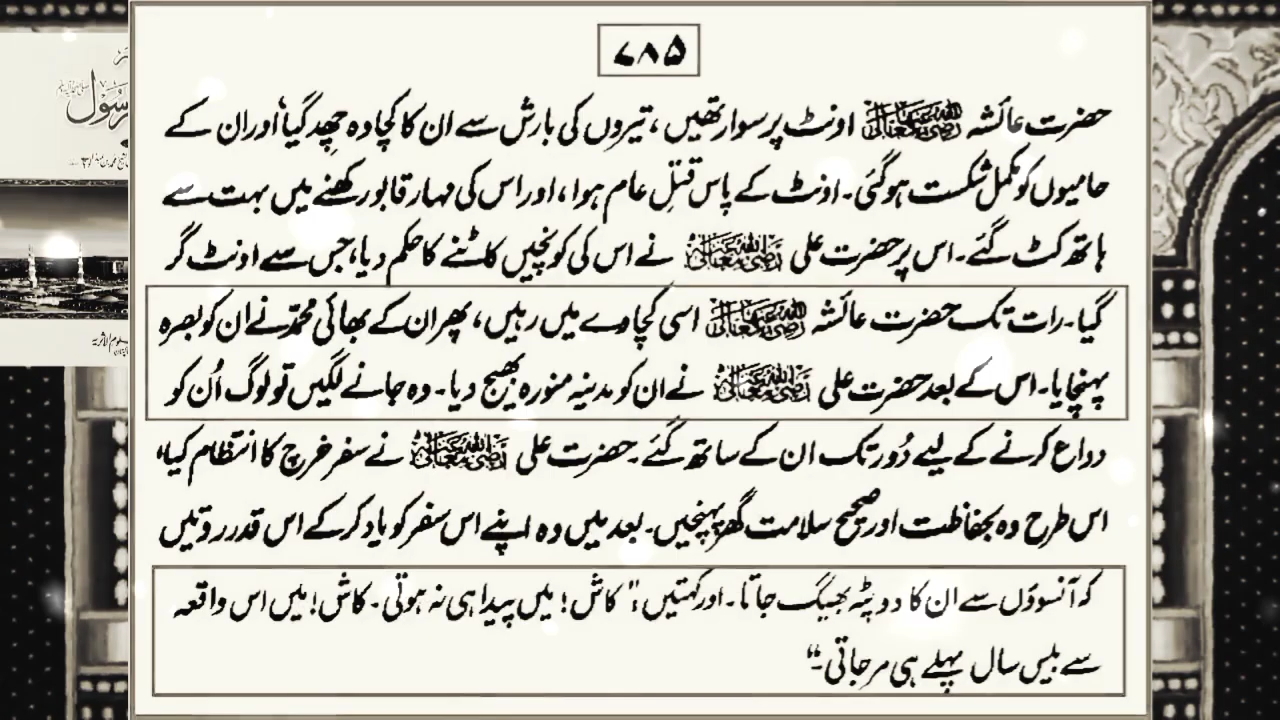 ۷۸۵
حضرت عائشہ رضی اللہ تعالیٰ عنہا اونٹ پر سوار تھیں، تیروں کی بارش سے ان کا کچاوہ چِھد گیا اور ان کے
حامیوں کو مکمل شکست ہوگئی۔ اونٹ کے پاس قتلِ عام ہوا، اور اس کی مہار قابو رکھنے میں بہت سے
ہاتھ کٹ گئے۔ اس پر حضرت علی رضی اللہ تعالیٰ عنہ نے اس کی کونچیں کاٹنے کا حکم دیا، جس سے اونٹ گر
گیا۔ رات تک حضرت عائشہ رضی اللہ تعالیٰ عنہا اسی کچاوے میں رہیں، پھر ان کے بھائی محمدؒ نے ان کو بصرہ
پہنچایا۔ اس کے بعد حضرت علی رضی اللہ تعالیٰ عنہ نے ان کو مدینہ منورہ بھیج دیا۔ وہ جانے لگیں تو لوگ اُن کو
وداع کرنے کے لیے دُور تک ان کے ساتھ گئے۔ حضرت علی رضی اللہ تعالیٰ عنہ نے سفر خرچ کا انتظام کیا،
اس طرح وہ بحفاظت اور صحیح سلامت گھر پہنچیں۔ بعد میں وہ اپنے اس سفر کو یاد کر کے اس قدر روتیں
کہ آنسوؤں سے ان کا دوپٹہ بھیگ جاتا۔ اور کہتیں: "کاش! میں پیدا ہی نہ ہوتی۔ کاش! میں اس واقعہ
سے بیس سال پہلے ہی مر جاتی۔"
رسول